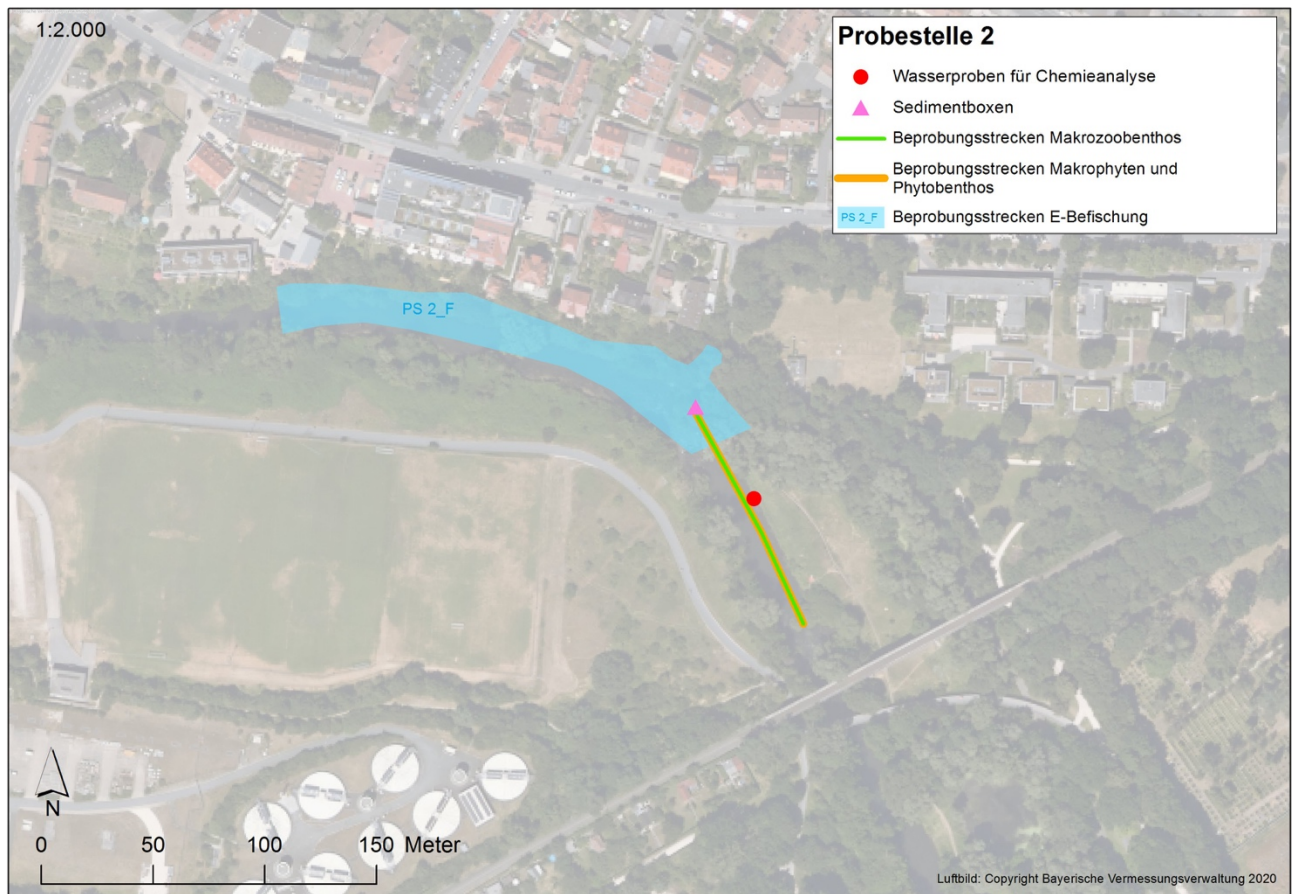 1:2.000
Probestelle 2
Wasserproben für Chemieanalyse
Sedimentboxen
Beprobungsstrecken Makrozoobenthos
Beprobungsstrecken Makrophyten und
Phytobenthos
PS 2_F Beprobungsstrecken E-Befischung
PS 2_F
N
0 50 100 150 Meter
Luftbild: Copyright Bayerische Vermessungsverwaltung 2020